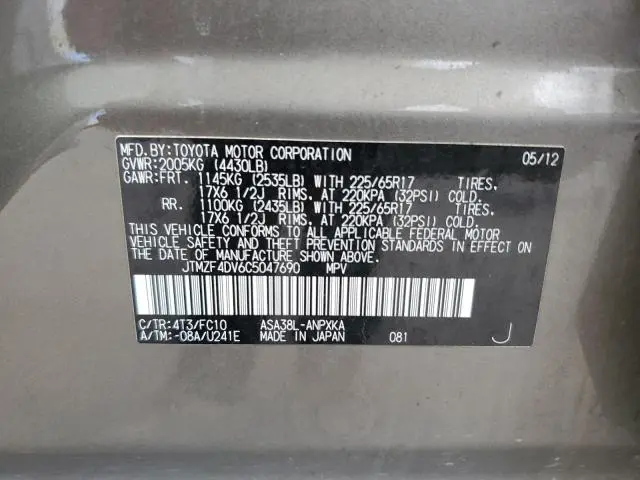 MFD.BY:TOYOTA MOTOR CORPORATION 05/12
GVWR:2005KG (4430LB)
GAWR:FRT. 1145KG (2535LB) WITH 225/65R17 TIRES,
17X6 1/2J RIMS, AT 220KPA (32PSI) COLD.
RR. 1100KG (2435LB) WITH 225/65R17 TIRES,
17X6 1/2J RIMS, AT 220KPA (32PSI) COLD.
THIS VEHICLE CONFORMS TO ALL APPLICABLE FEDERAL MOTOR
VEHICLE SAFETY AND THEFT PREVENTION STANDARDS IN EFFECT ON
THE DATE OF MANUFACTURE SHOWN ABOVE.
JTMZF4DV6C5047690 MPV
C/TR:4T3/FC10 ASA38L-ANPXKA
A/TM:-08A/U241E MADE IN JAPAN 081 J